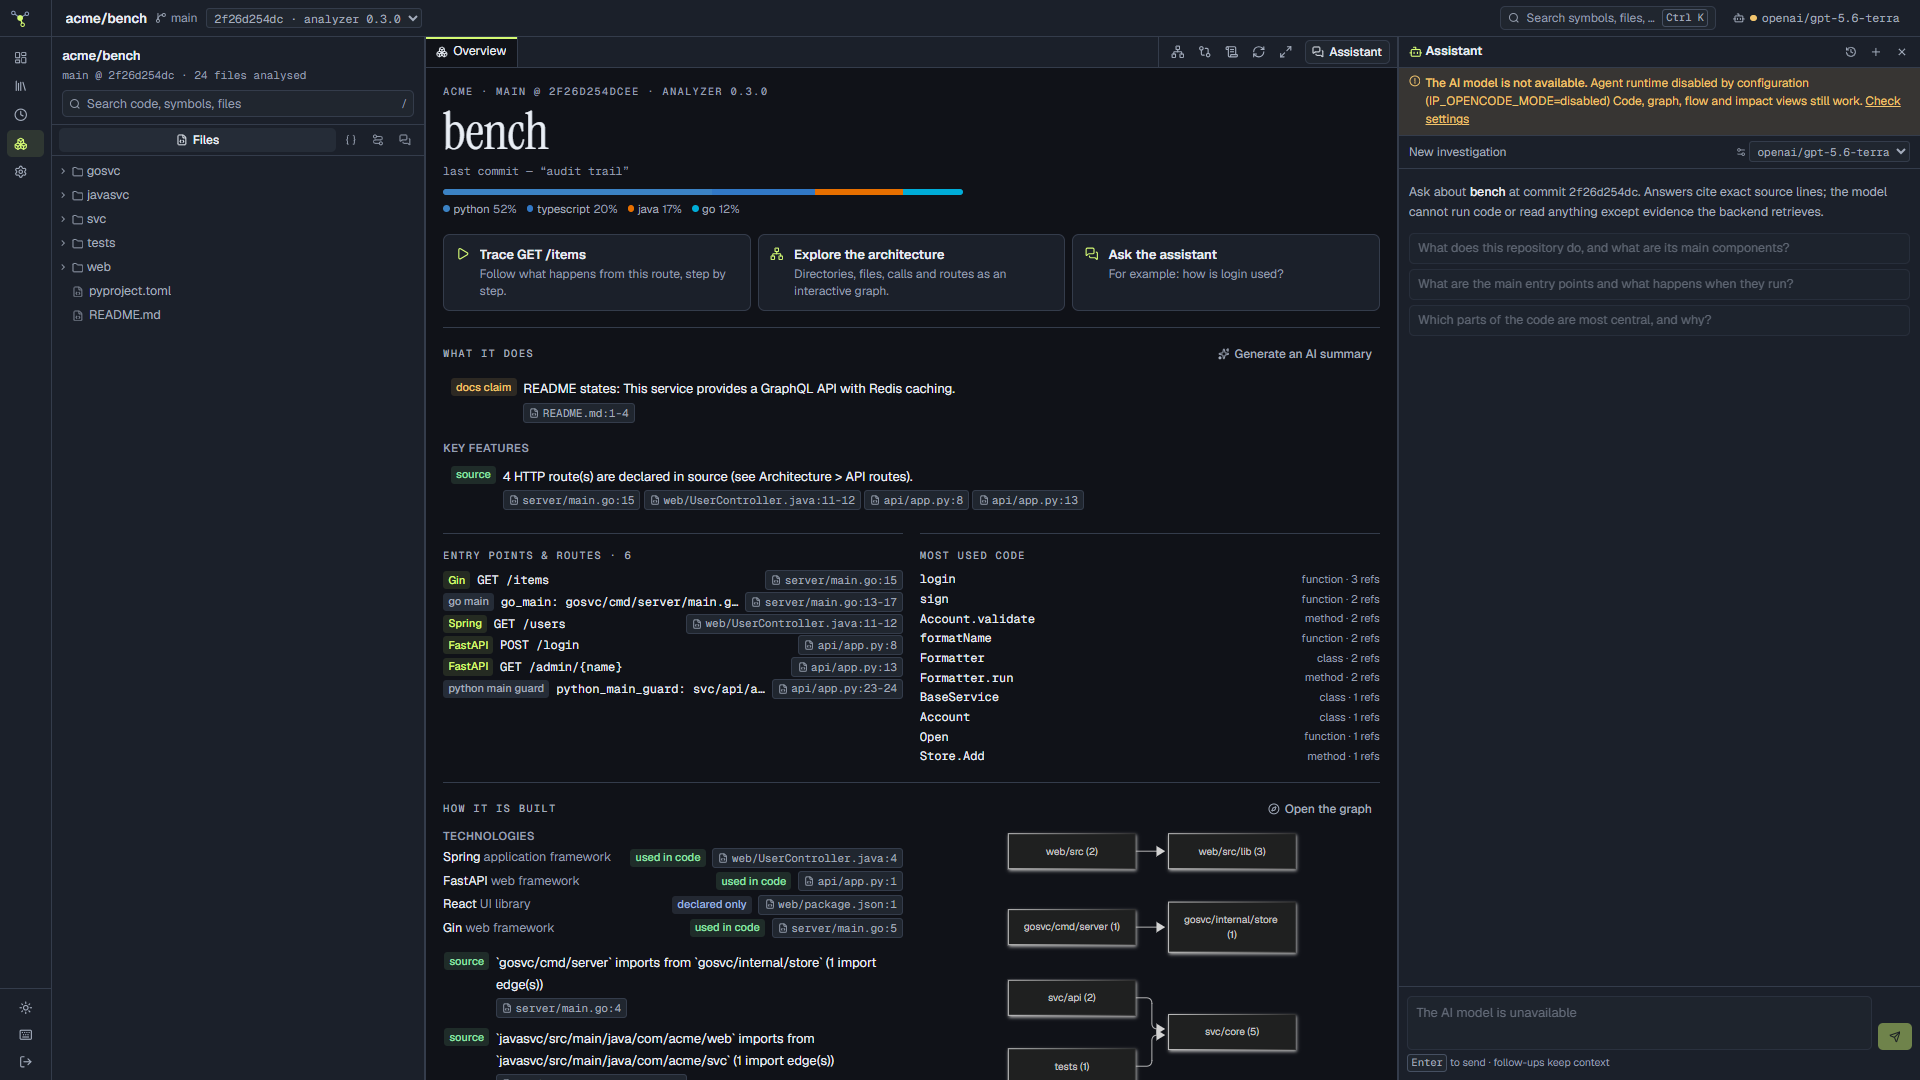 acme/bench main 2f26d254dc · analyzer 0.3.0
Search symbols, files, … Ctrl K
openai/gpt-5.6-terra
acme/bench
main @ 2f26d254dc · 24 files analysed
Search code, symbols, files /
Files
gosvc
javasvc
svc
tests
web
pyproject.toml
README.md
Overview
Assistant
ACME · MAIN @ 2F26D254DCEE · ANALYZER 0.3.0
bench
last commit — “audit trail”
python 52% typescript 20% java 17% go 12%
Trace GET /items
Follow what happens from this route, step by
step.
Explore the architecture
Directories, files, calls and routes as an
interactive graph.
Ask the assistant
For example: how is login used?
WHAT IT DOES
Generate an AI summary
docs claim README states: This service provides a GraphQL API with Redis caching.
README.md:1-4
KEY FEATURES
source 4 HTTP route(s) are declared in source (see Architecture > API routes).
server/main.go:15 web/UserController.java:11-12 api/app.py:8 api/app.py:13
ENTRY POINTS & ROUTES · 6
Gin GET /items server/main.go:15
go main go_main: gosvc/cmd/server/main.g… server/main.go:13-17
Spring GET /users web/UserController.java:11-12
FastAPI POST /login api/app.py:8
FastAPI GET /admin/{name} api/app.py:13
python main guard python_main_guard: svc/api/a… api/app.py:23-24
MOST USED CODE
login function · 3 refs
sign function · 2 refs
Account.validate method · 2 refs
formatName function · 2 refs
Formatter class · 2 refs
Formatter.run method · 2 refs
BaseService class · 1 refs
Account class · 1 refs
Open function · 1 refs
Store.Add method · 1 refs
HOW IT IS BUILT
Open the graph
TECHNOLOGIES
Spring application framework used in code web/UserController.java:4
FastAPI web framework used in code api/app.py:1
React UI library declared only web/package.json:1
Gin web framework used in code server/main.go:5
source `gosvc/cmd/server` imports from `gosvc/internal/store` (1 import
edge(s))
server/main.go:4
source `javasvc/src/main/java/com/acme/web` imports from
`javasvc/src/main/java/com/acme/svc` (1 import edge(s))
web/src (2)
web/src/lib (3)
gosvc/cmd/server (1)
gosvc/internal/store
(1)
svc/api (2)
svc/core (5)
tests (1)
Assistant
The AI model is not available. Agent runtime disabled by configuration
(IP_OPENCODE_MODE=disabled) Code, graph, flow and impact views still work. Check
settings
New investigation openai/gpt-5.6-terra
Ask about bench at commit 2f26d254dc. Answers cite exact source lines; the model
cannot run code or read anything except evidence the backend retrieves.
What does this repository do, and what are its main components?
What are the main entry points and what happens when they run?
Which parts of the code are most central, and why?
The AI model is unavailable
Enter to send · follow-ups keep context